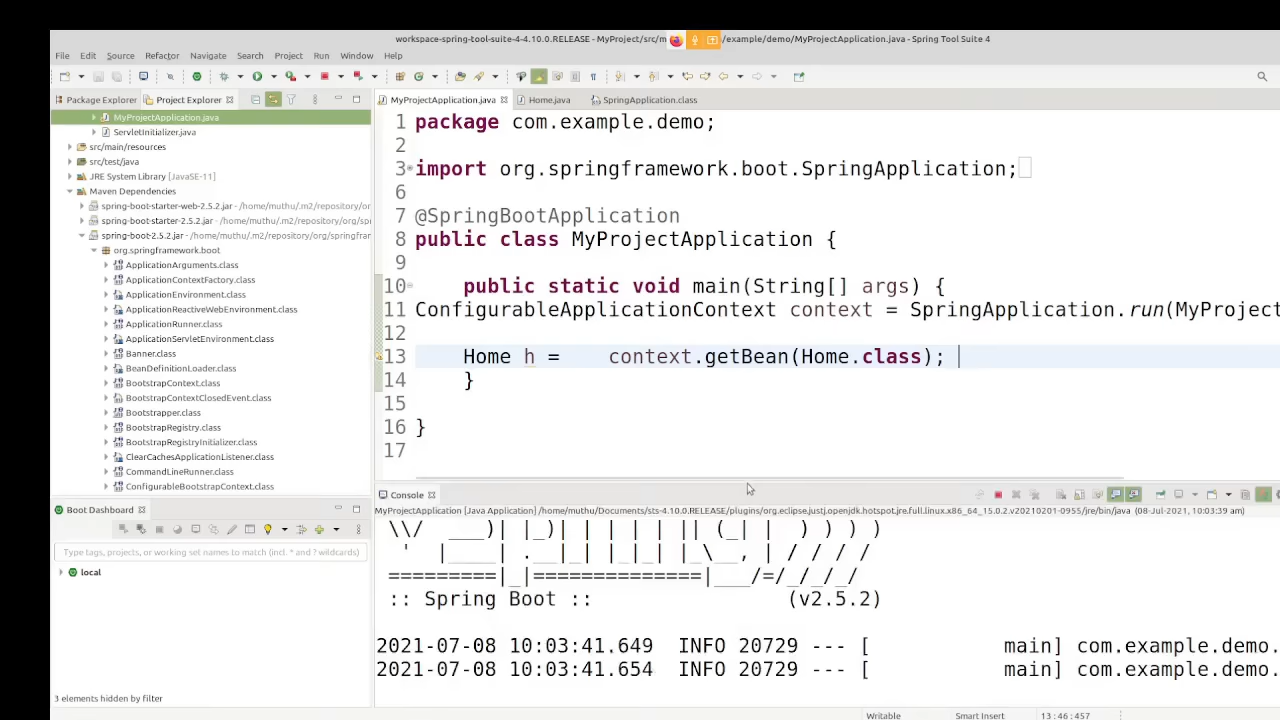 workspace-spring-tool-suite-4-4.10.0.RELEASE - MyProject/src/m /example/demo/MyProjectApplication.java - Spring Tool Suite 4
File Edit Source Refactor Navigate Search Project Run Window Help
Package Explorer Project Explorer
MyProjectApplication.java
ServletInitializer.java
src/main/resources
src/test/java
JRE System Library [JavaSE-11]
Maven Dependencies
spring-boot-starter-web-2.5.2.jar - /home/muthu/.m2/repository/or
spring-boot-starter-2.5.2.jar - /home/muthu/.m2/repository/org/sp
spring-boot-2.5.2.jar - /home/muthu/.m2/repository/org/springfrar
org.springframework.boot
ApplicationArguments.class
ApplicationContextFactory.class
ApplicationEnvironment.class
ApplicationReactiveWebEnvironment.class
ApplicationRunner.class
ApplicationServletEnvironment.class
Banner.class
BeanDefinitionLoader.class
BootstrapContext.class
BootstrapContextClosedEvent.class
Bootstrapper.class
BootstrapRegistry.class
BootstrapRegistryInitializer.class
ClearCachesApplicationListener.class
CommandLineRunner.class
ConfigurableBootstrapContext.class
Boot Dashboard
Type tags, projects, or working set names to match (incl. * and ? wildcards)
local
3 elements hidden by filter
MyProjectApplication.java Home.java SpringApplication.class
1 package com.example.demo;
2
3 import org.springframework.boot.SpringApplication;
6
7 @SpringBootApplication
8 public class MyProjectApplication {
9
10 public static void main(String[] args) {
11 ConfigurableApplicationContext context = SpringApplication.run(MyProject
12
13 Home h = context.getBean(Home.class);
14 }
15
16 }
17
Console
MyProjectApplication [Java Application] /home/muthu/Documents/sts-4.10.0.RELEASE/plugins/org.eclipse.justj.openjdk.hotspot.jre.full.linux.x86_64_15.0.2.v20210201-0955/jre/bin/java (08-Jul-2021, 10:03:39 am)
\\/ ___)| |_)| | | | | || (_| | ) ) ) )
' |____| .__|_| |_|_| |_\__, | / / / /
=========|_|==============|___/=/_/_/_/
:: Spring Boot :: (v2.5.2)
2021-07-08 10:03:41.649 INFO 20729 --- [ main] com.example.demo.
2021-07-08 10:03:41.654 INFO 20729 --- [ main] com.example.demo.
Writable Smart Insert 13 : 46 : 457